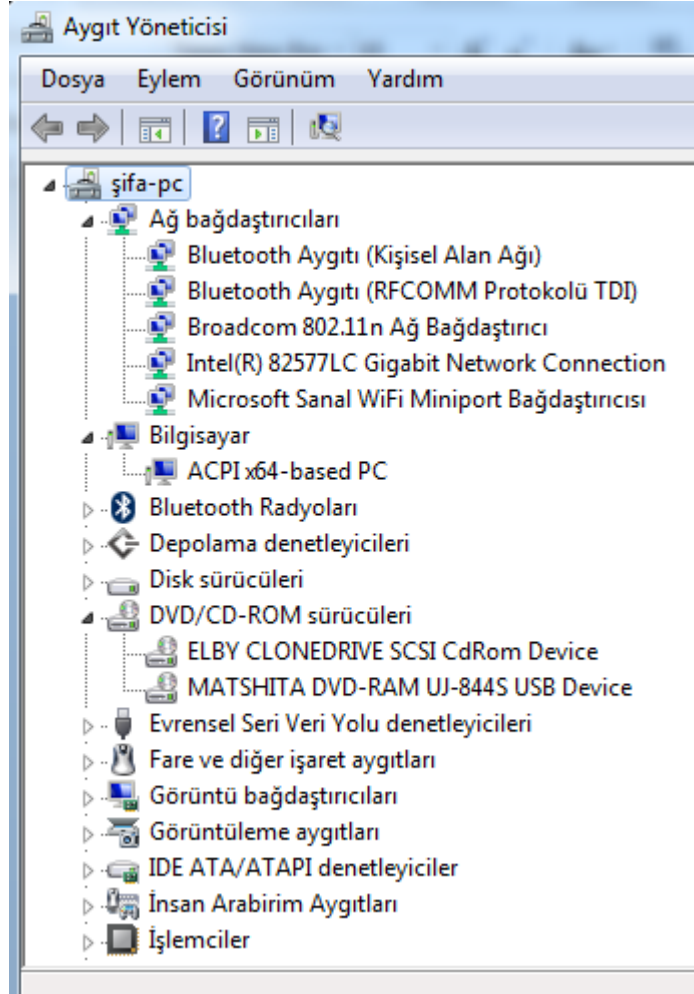 Aygıt Yöneticisi
Dosya Eylem Görünüm Yardım
şifa-pc
Ağ bağdaştırıcıları
Bluetooth Aygıtı (Kişisel Alan Ağı)
Bluetooth Aygıtı (RFCOMM Protokolü TDI)
Broadcom 802.11n Ağ Bağdaştırıcı
Intel(R) 82577LC Gigabit Network Connection
Microsoft Sanal WiFi Miniport Bağdaştırıcısı
Bilgisayar
ACPI x64-based PC
Bluetooth Radyoları
Depolama denetleyicileri
Disk sürücüleri
DVD/CD-ROM sürücüleri
ELBY CLONEDRIVE SCSI CdRom Device
MATSHITA DVD-RAM UJ-844S USB Device
Evrensel Seri Veri Yolu denetleyicileri
Fare ve diğer işaret aygıtları
Görüntü bağdaştırıcıları
Görüntüleme aygıtları
IDE ATA/ATAPI denetleyiciler
İnsan Arabirim Aygıtları
İşlemciler